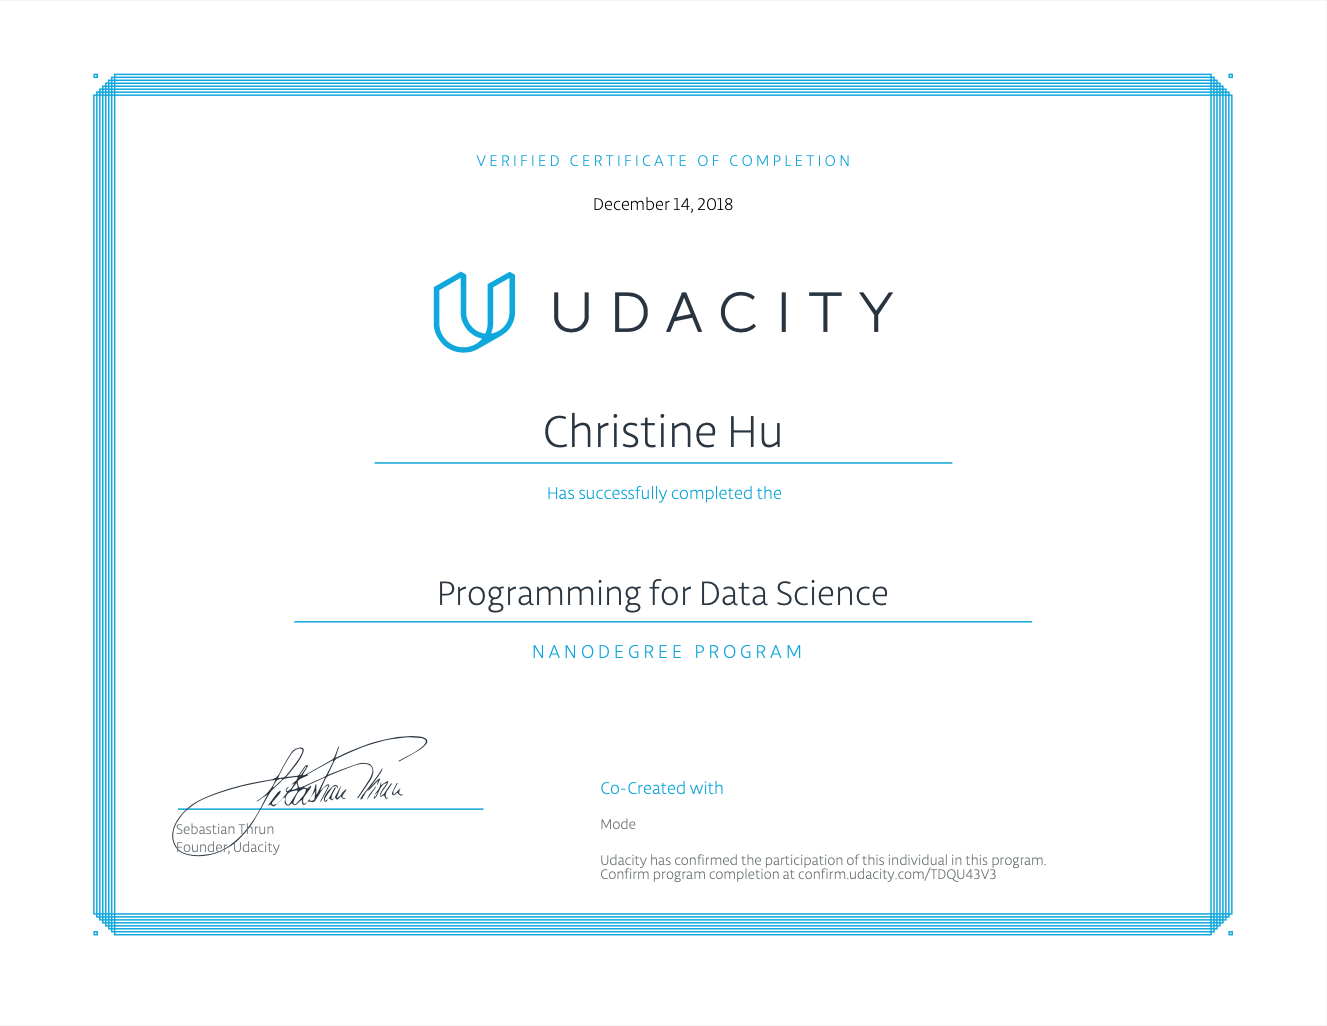 VERIFIED CERTIFICATE OF COMPLETION
December 14, 2018
UDACITY
Christine Hu
Has successfully completed the
Programming for Data Science
NANODEGREE PROGRAM
Sebastian Thrun
Sebastian Thrun
Founder, Udacity
Co-Created with
Mode
Udacity has confirmed the participation of this individual in this program.
Confirm program completion at confirm.udacity.com/TDQU43V3